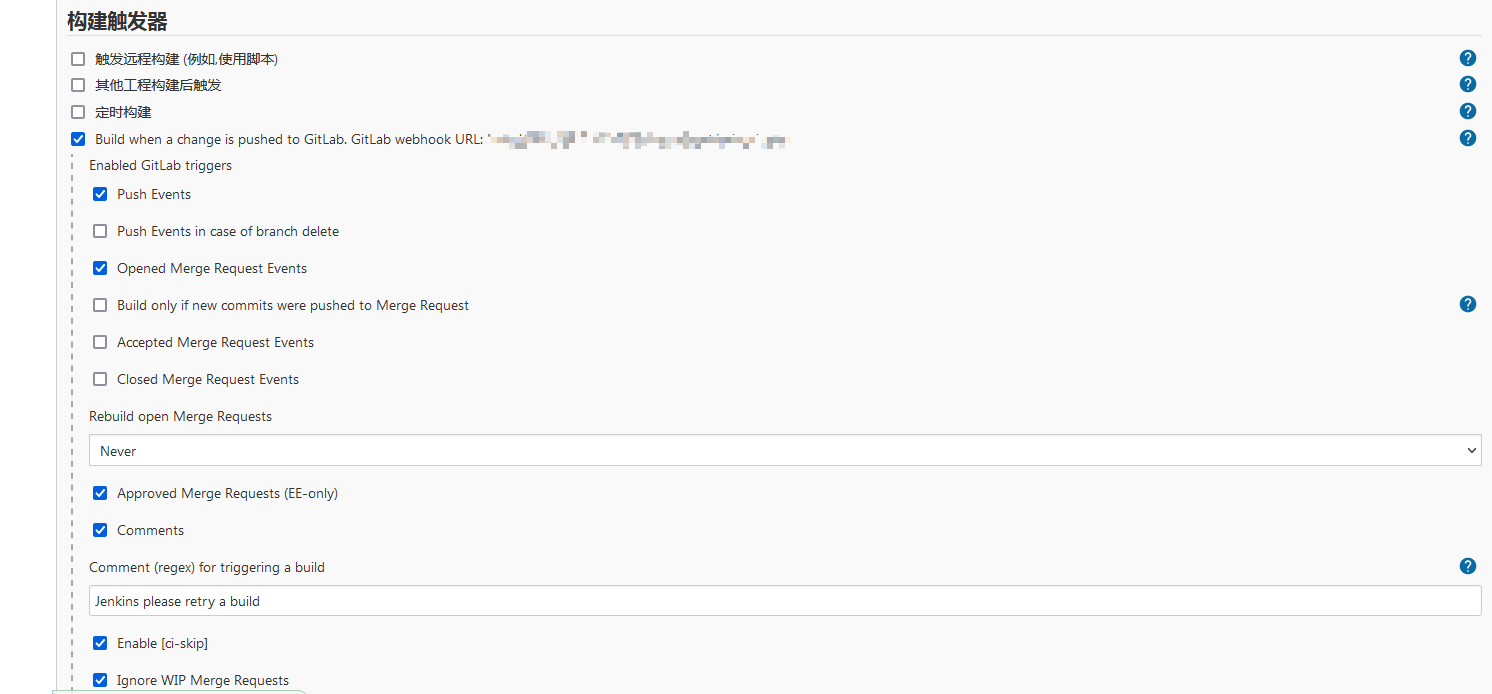 构建触发器
触发远程构建 (例如,使用脚本)
其他工程构建后触发
定时构建
Build when a change is pushed to GitLab. GitLab webhook URL:
Enabled GitLab triggers
Push Events
Push Events in case of branch delete
Opened Merge Request Events
Build only if new commits were pushed to Merge Request
Accepted Merge Request Events
Closed Merge Request Events
Rebuild open Merge Requests
Never
Approved Merge Requests (EE-only)
Comments
Comment (regex) for triggering a build
Jenkins please retry a build
Enable [ci-skip]
Ignore WIP Merge Requests